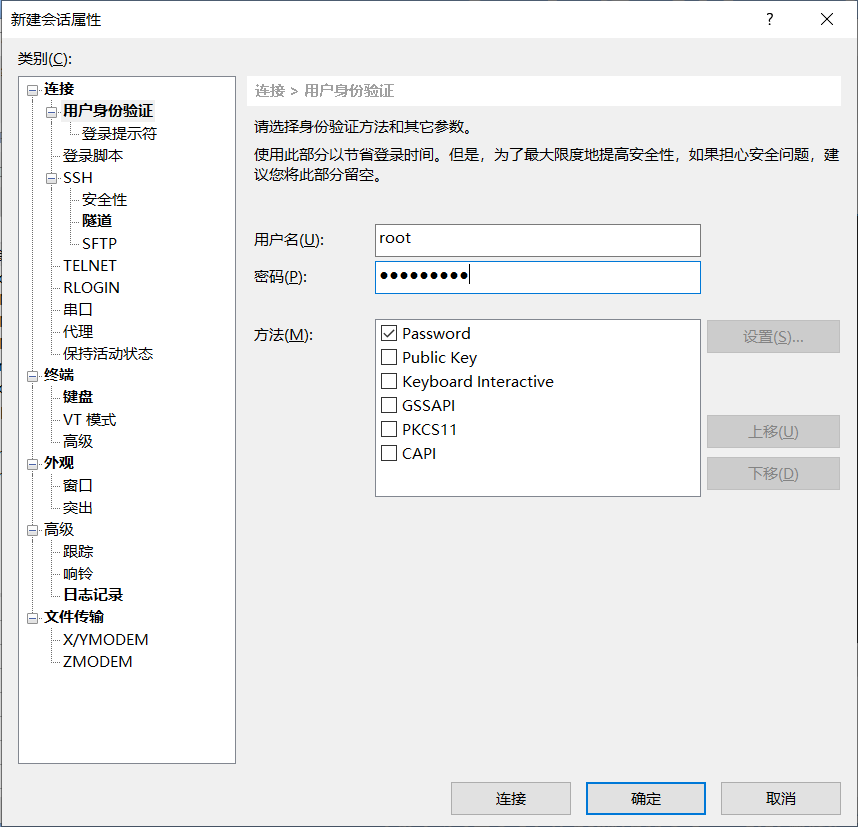 新建会话属性
?
类别(C):
连接
用户身份验证
登录提示符
登录脚本
SSH
安全性
隧道
SFTP
TELNET
RLOGIN
串口
代理
保持活动状态
终端
键盘
VT 模式
高级
外观
窗口
突出
高级
跟踪
响铃
日志记录
文件传输
X/YMODEM
ZMODEM
连接 > 用户身份验证
请选择身份验证方法和其它参数。
使用此部分以节省登录时间。但是，为了最大限度地提高安全性，如果担心安全问题，建
议您将此部分留空。
用户名(U):
root
密码(P):
●●●●●●●●●
方法(M):
Password
Public Key
Keyboard Interactive
GSSAPI
PKCS11
CAPI
设置(S)...
上移(U)
下移(D)
连接
确定
取消